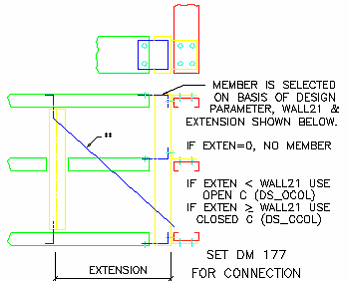 MEMBER IS SELECTED
ON BASIS OF DESIGN
PARAMETER, WALL21 &
EXTENSION SHOWN BELOW.
IF EXTEN=0, NO MEMBER
IF EXTEN < WALL21 USE
OPEN C (DS_OCOL)
IF EXTEN ≥ WALL21 USE
CLOSED C (DS_CCOL)
SET DM 177
FOR CONNECTION
EXTENSION